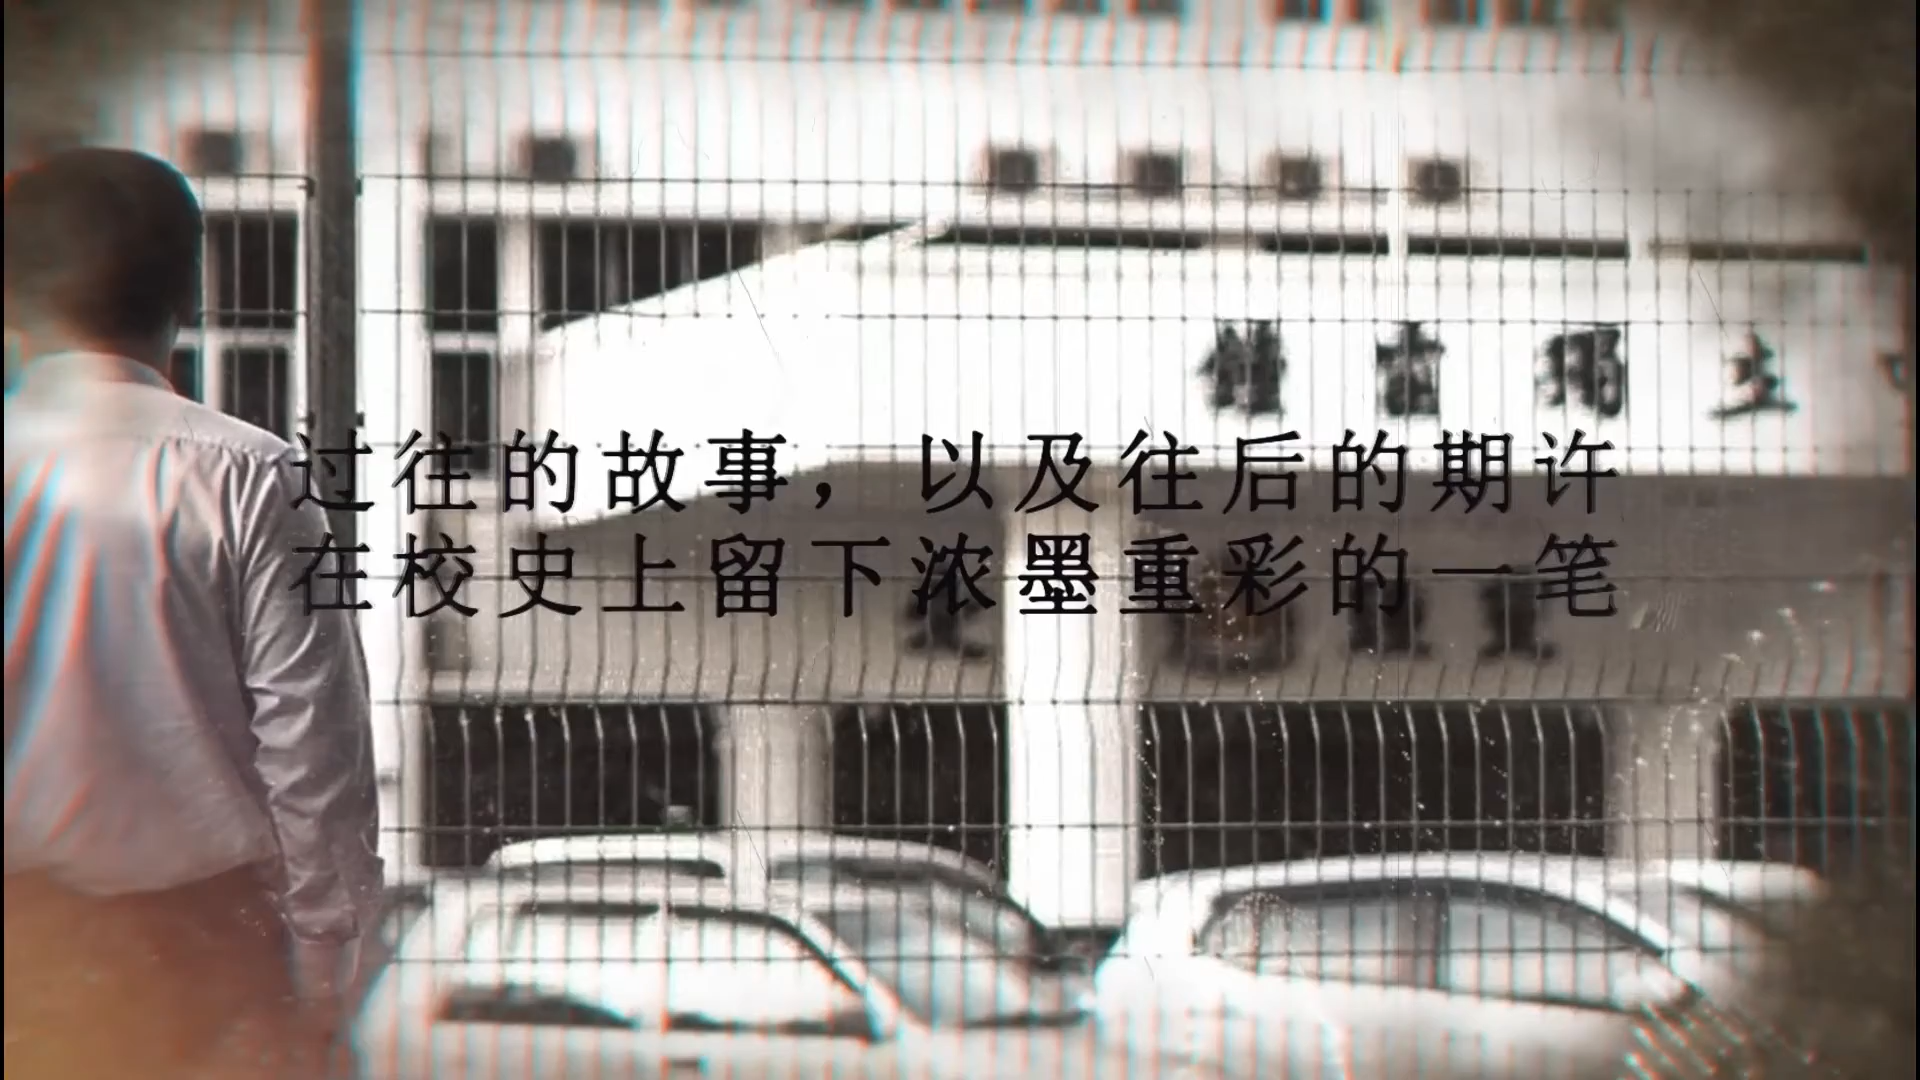 过往的故事，以及往后的期许
在校史上留下浓墨重彩的一笔